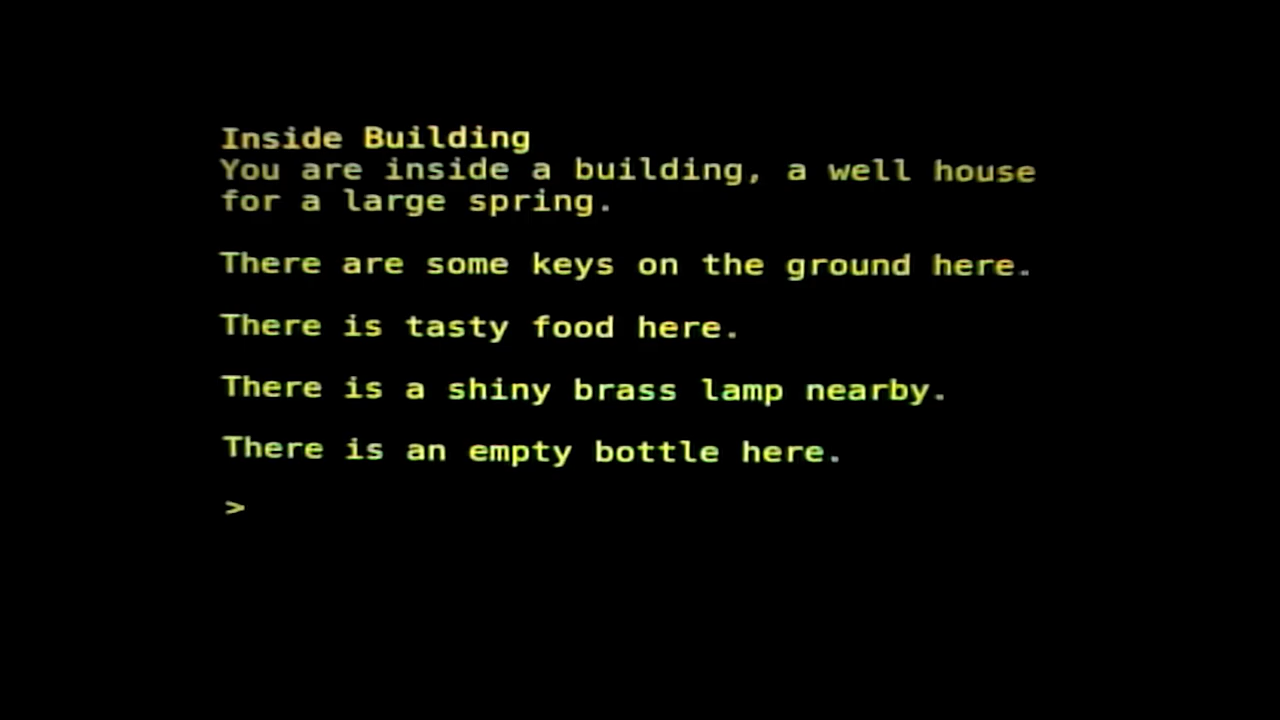 Inside Building
You are inside a building, a well house
for a large spring.
There are some keys on the ground here.
There is tasty food here.
There is a shiny brass lamp nearby.
There is an empty bottle here.
>